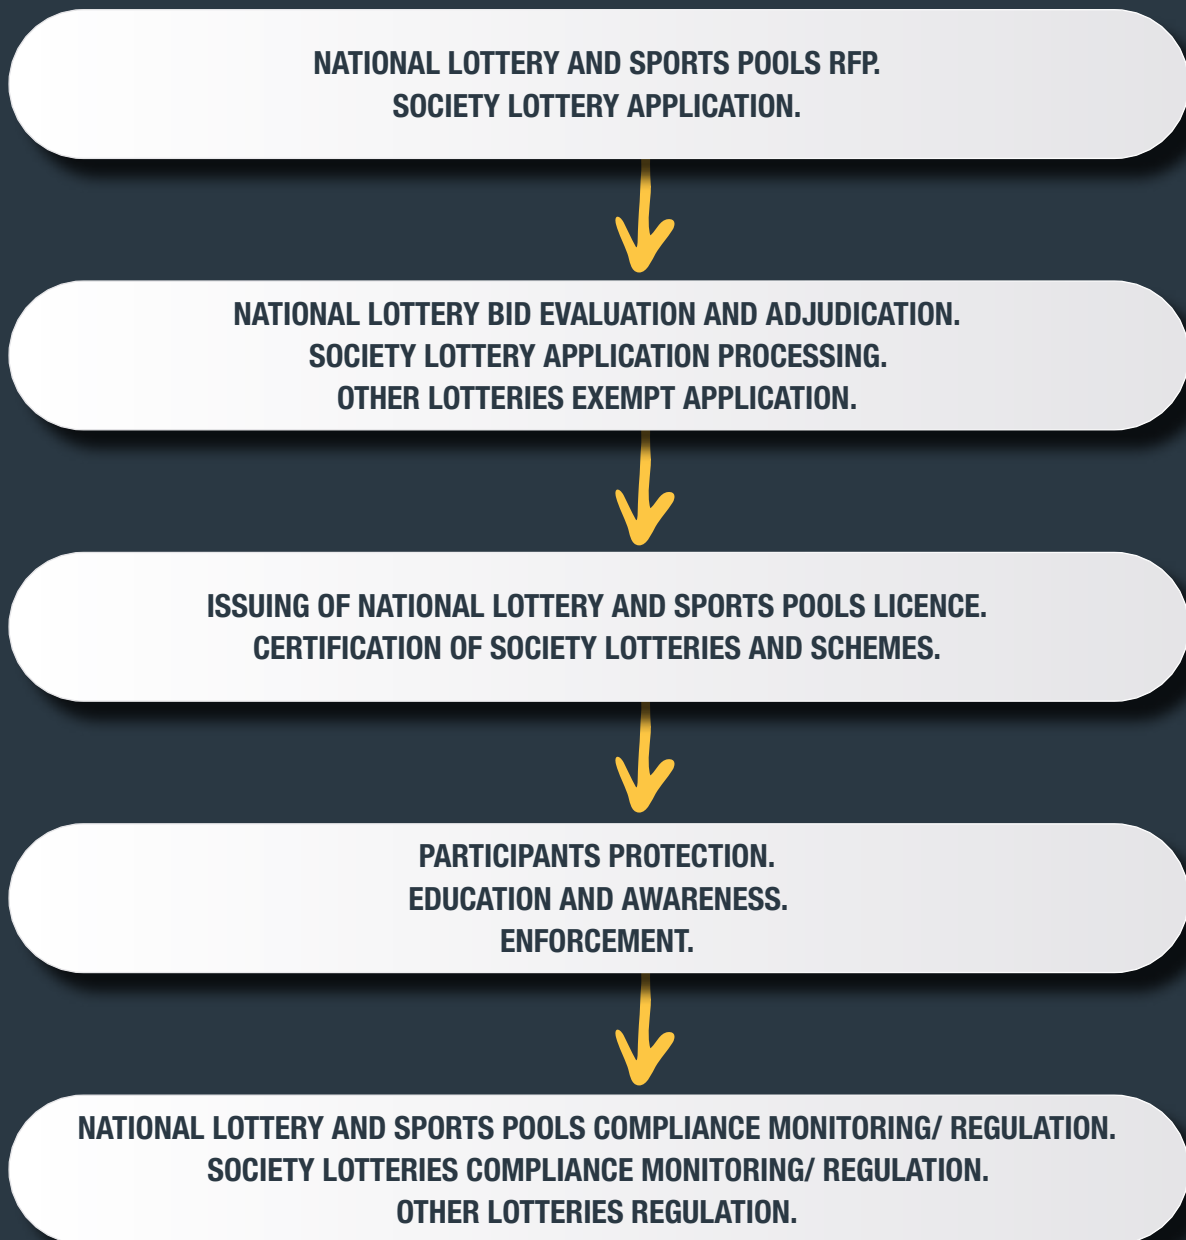 NATIONAL LOTTERY AND SPORTS POOLS RFP.
SOCIETY LOTTERY APPLICATION.
NATIONAL LOTTERY BID EVALUATION AND ADJUDICATION.
SOCIETY LOTTERY APPLICATION PROCESSING.
OTHER LOTTERIES EXEMPT APPLICATION.
ISSUING OF NATIONAL LOTTERY AND SPORTS POOLS LICENCE.
CERTIFICATION OF SOCIETY LOTTERIES AND SCHEMES.
PARTICIPANTS PROTECTION.
EDUCATION AND AWARENESS.
ENFORCEMENT.
NATIONAL LOTTERY AND SPORTS POOLS COMPLIANCE MONITORING/ REGULATION.
SOCIETY LOTTERIES COMPLIANCE MONITORING/ REGULATION.
OTHER LOTTERIES REGULATION.